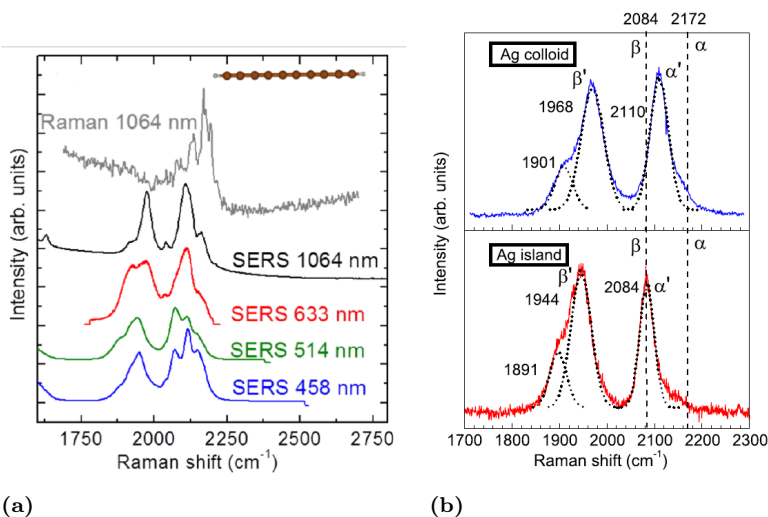 Raman 1064 nm
SERS 1064 nm
SERS 633 nm
SERS 514 nm
SERS 458 nm
Intensity (arb. units)
1750 2000 2250 2500 2750
Raman shift (cm⁻¹)
(a)
2084 2172
Ag colloid
β α
β' α'
1968
2110
1901
Ag island
β α
β' α'
1944
2084
1891
Intensity (arb. units)
1700 1800 1900 2000 2100 2200 2300
Raman shift (cm⁻¹)
(b)